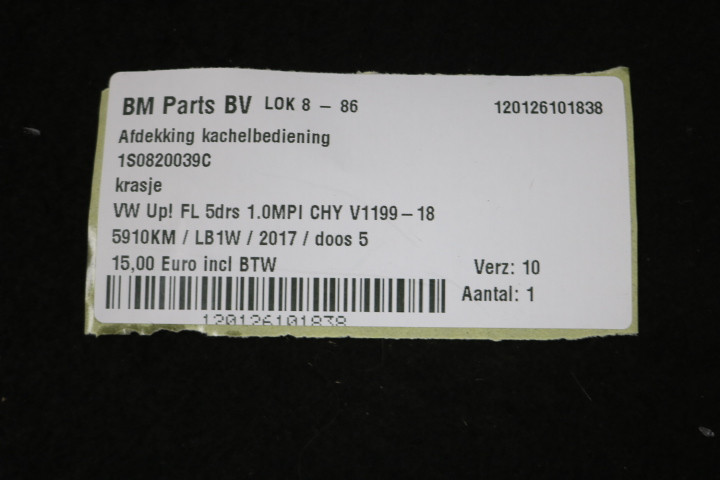 BM Parts BV LOK 8 – 86 120126101838
Afdekking kachelbediening
1S0820039C
krasje
VW Up! FL 5drs 1.0MPI CHY V1199–18
5910KM / LB1W / 2017 / doos 5
15,00 Euro incl BTW Verz: 10
Aantal: 1
120126101838